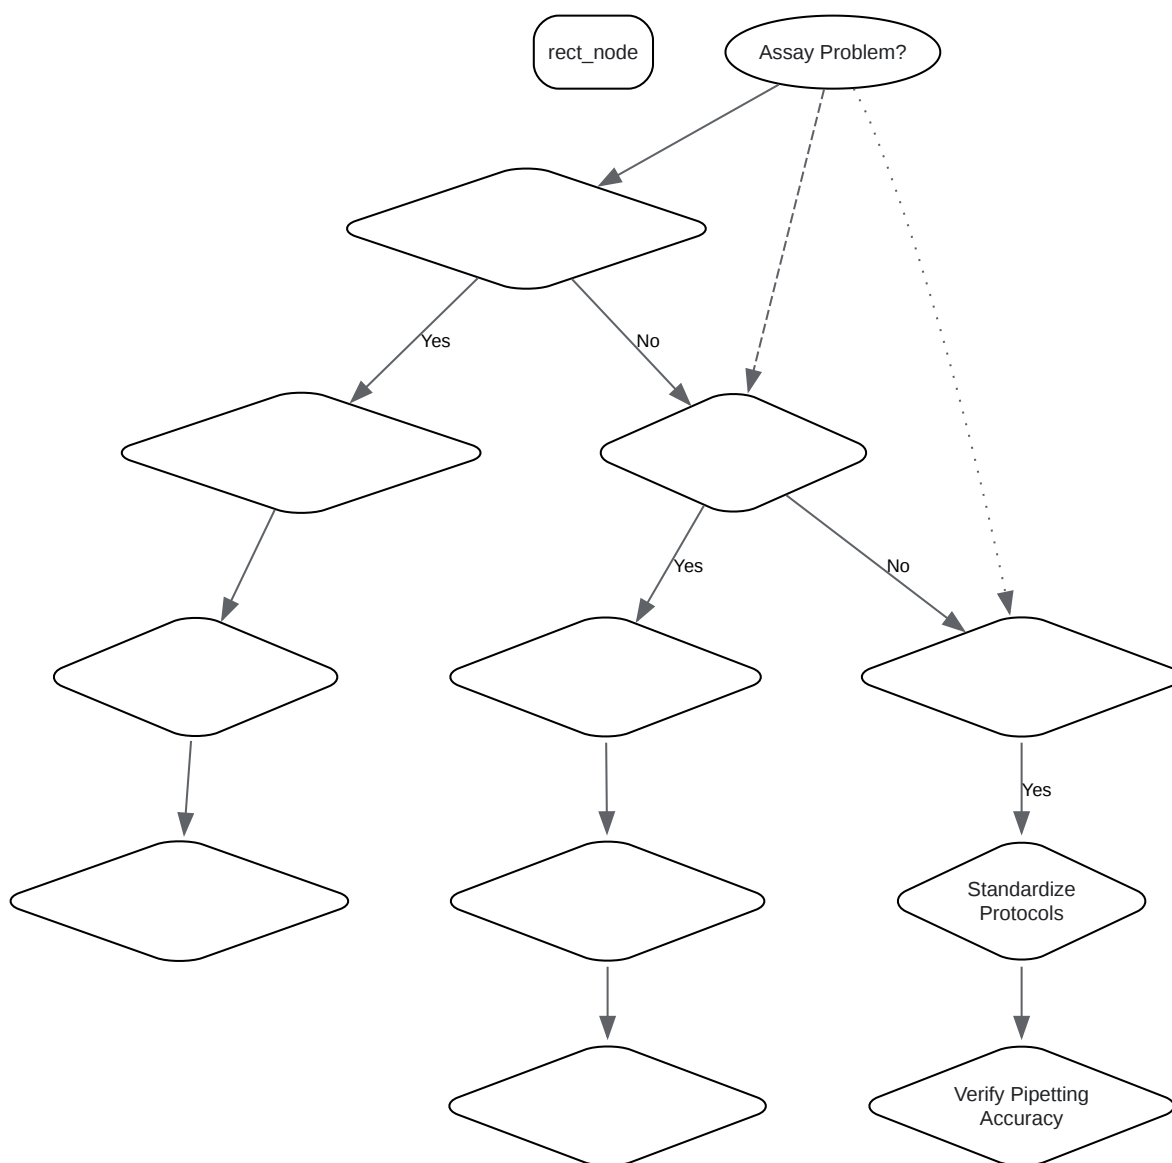 rect_node
Assay Problem?
Yes
No
Yes
No
Yes
Standardize
Protocols
Verify Pipetting
Accuracy